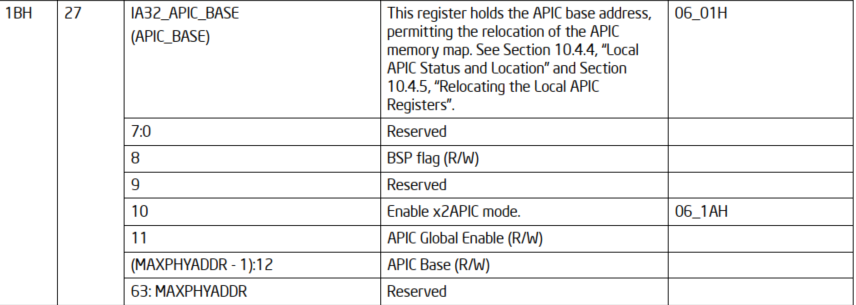 1BH 27 IA32_APIC_BASE This register holds the APIC base address, 06_01H
(APIC_BASE) permitting the relocation of the APIC
memory map. See Section 10.4.4, “Local
APIC Status and Location” and Section
10.4.5, “Relocating the Local APIC
Registers”.
7:0 Reserved
8 BSP flag (R/W)
9 Reserved
10 Enable x2APIC mode. 06_1AH
11 APIC Global Enable (R/W)
(MAXPHYADDR - 1):12 APIC Base (R/W)
63: MAXPHYADDR Reserved